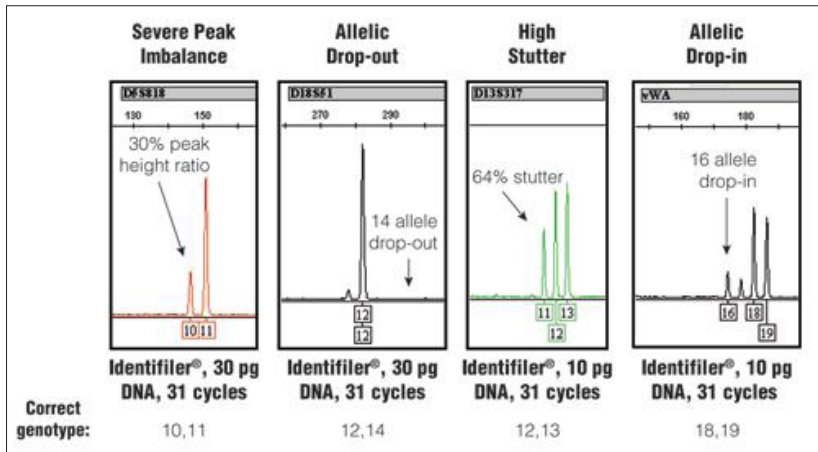 Severe Peak
Imbalance
Allelic
Drop-out
High
Stutter
Allelic
Drop-in
D5S818
130 150
30% peak
height ratio
10 11
D18S51
270 290
14 allele
drop-out
12
12
D13S317
64% stutter
11 13
12
vWA
160 180
16 allele
drop-in
16 18
19
Identifiler®, 30 pg
DNA, 31 cycles
Identifiler®, 30 pg
DNA, 31 cycles
Identifiler®, 10 pg
DNA, 31 cycles
Identifiler®, 10 pg
DNA, 31 cycles
Correct
genotype: 10,11 12,14 12,13 18,19